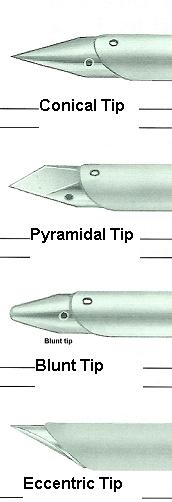 Conical Tip
Pyramidal Tip
Blunt tip
Blunt Tip
Eccentric Tip